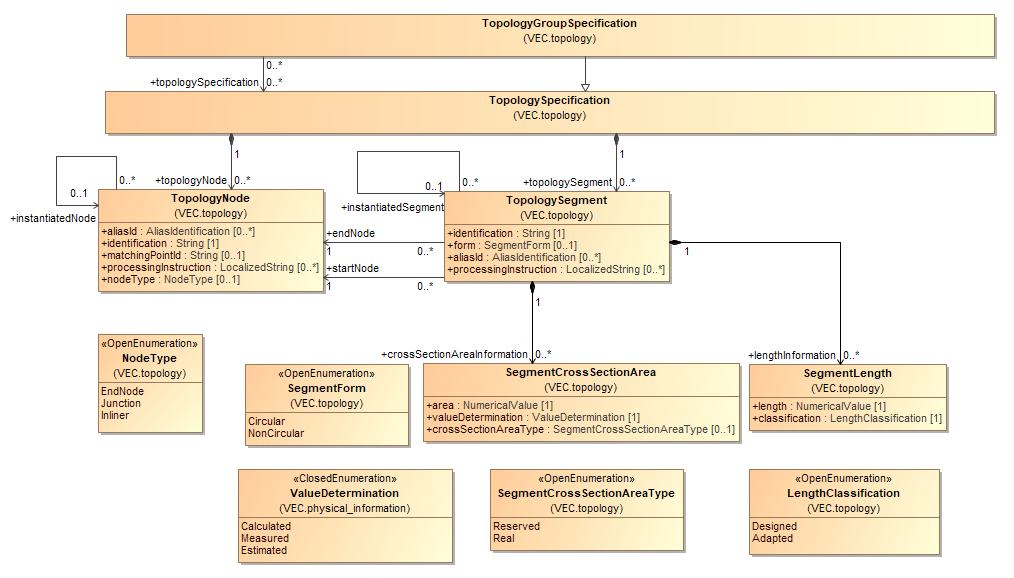 TopologyGroupSpecification
(VEC.topology)
0..*
+topologySpecification
0..*
TopologySpecification
(VEC.topology)
1
1
0..1
0..*
+topologyNode
0..*
0..1
0..*
+topologySegment
0..*
+instantiatedNode
+instantiatedSegment
TopologyNode
(VEC.topology)
+aliasId : AliasIdentification [0..*]
+identification : String [1]
+matchingPointId : String [0..1]
+processingInstruction : LocalizedString [0..*]
+nodeType : NodeType [0..1]
TopologySegment
(VEC.topology)
+identification : String [1]
+form : SegmentForm [0..1]
+aliasId : AliasIdentification [0..*]
+processingInstruction : LocalizedString [0..*]
+endNode
1
0..*
+startNode
1
0..*
1
1
+crossSectionAreaInformation
0..*
+lengthInformation
0..*
«OpenEnumeration»
NodeType
(VEC.topology)
EndNode
Junction
Inliner
«OpenEnumeration»
SegmentForm
(VEC.topology)
Circular
NonCircular
SegmentCrossSectionArea
(VEC.topology)
+area : NumericalValue [1]
+valueDetermination : ValueDetermination [1]
+crossSectionAreaType : SegmentCrossSectionAreaType [0..1]
SegmentLength
(VEC.topology)
+length : NumericalValue [1]
+classification : LengthClassification [1]
«ClosedEnumeration»
ValueDetermination
(VEC.physical_information)
Calculated
Measured
Estimated
«OpenEnumeration»
SegmentCrossSectionAreaType
(VEC.topology)
Reserved
Real
«OpenEnumeration»
LengthClassification
(VEC.topology)
Designed
Adapted